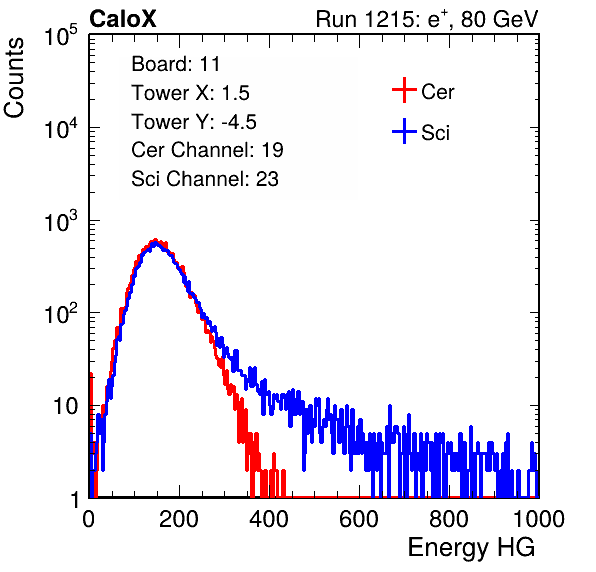 CaloX Run 1215: e⁺, 80 GeV
Counts
10⁵
10⁴
10³
10²
10
1
Board: 11
Tower X: 1.5
Tower Y: -4.5
Cer Channel: 19
Sci Channel: 23
Cer
Sci
0 200 400 600 800 1000
Energy HG